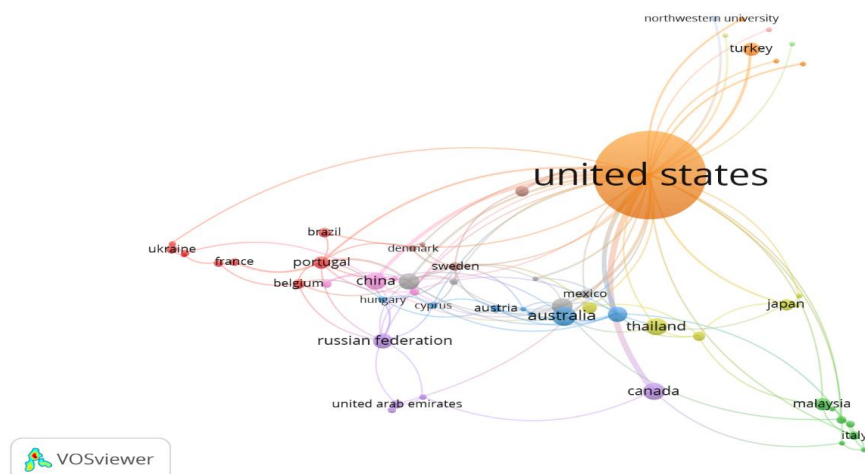 northwestern university
turkey
united states
brazil
ukraine
denmark
france
portugal
sweden
belgium
china
hungary
cyprus
austria
mexico
australia
japan
thailand
russian federation
canada
united arab emirates
malaysia
italy
VOSviewer